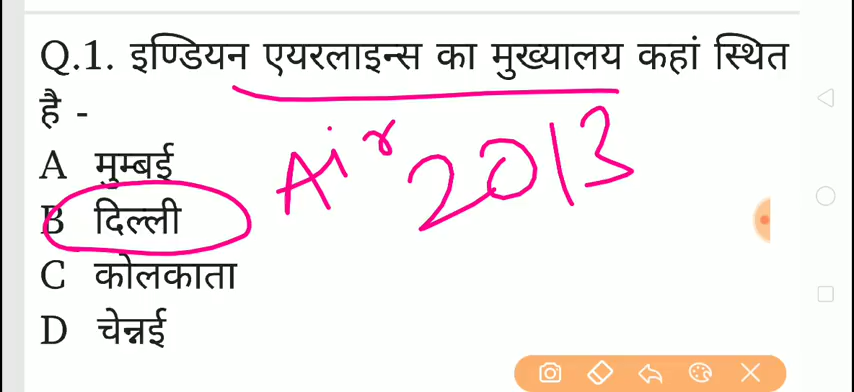 Q.1. इण्डियन एयरलाइन्स का मुख्यालय कहां स्थित
है -
A मुम्बई
Air 2013
B दिल्ली
C कोलकाता
D चेन्नई